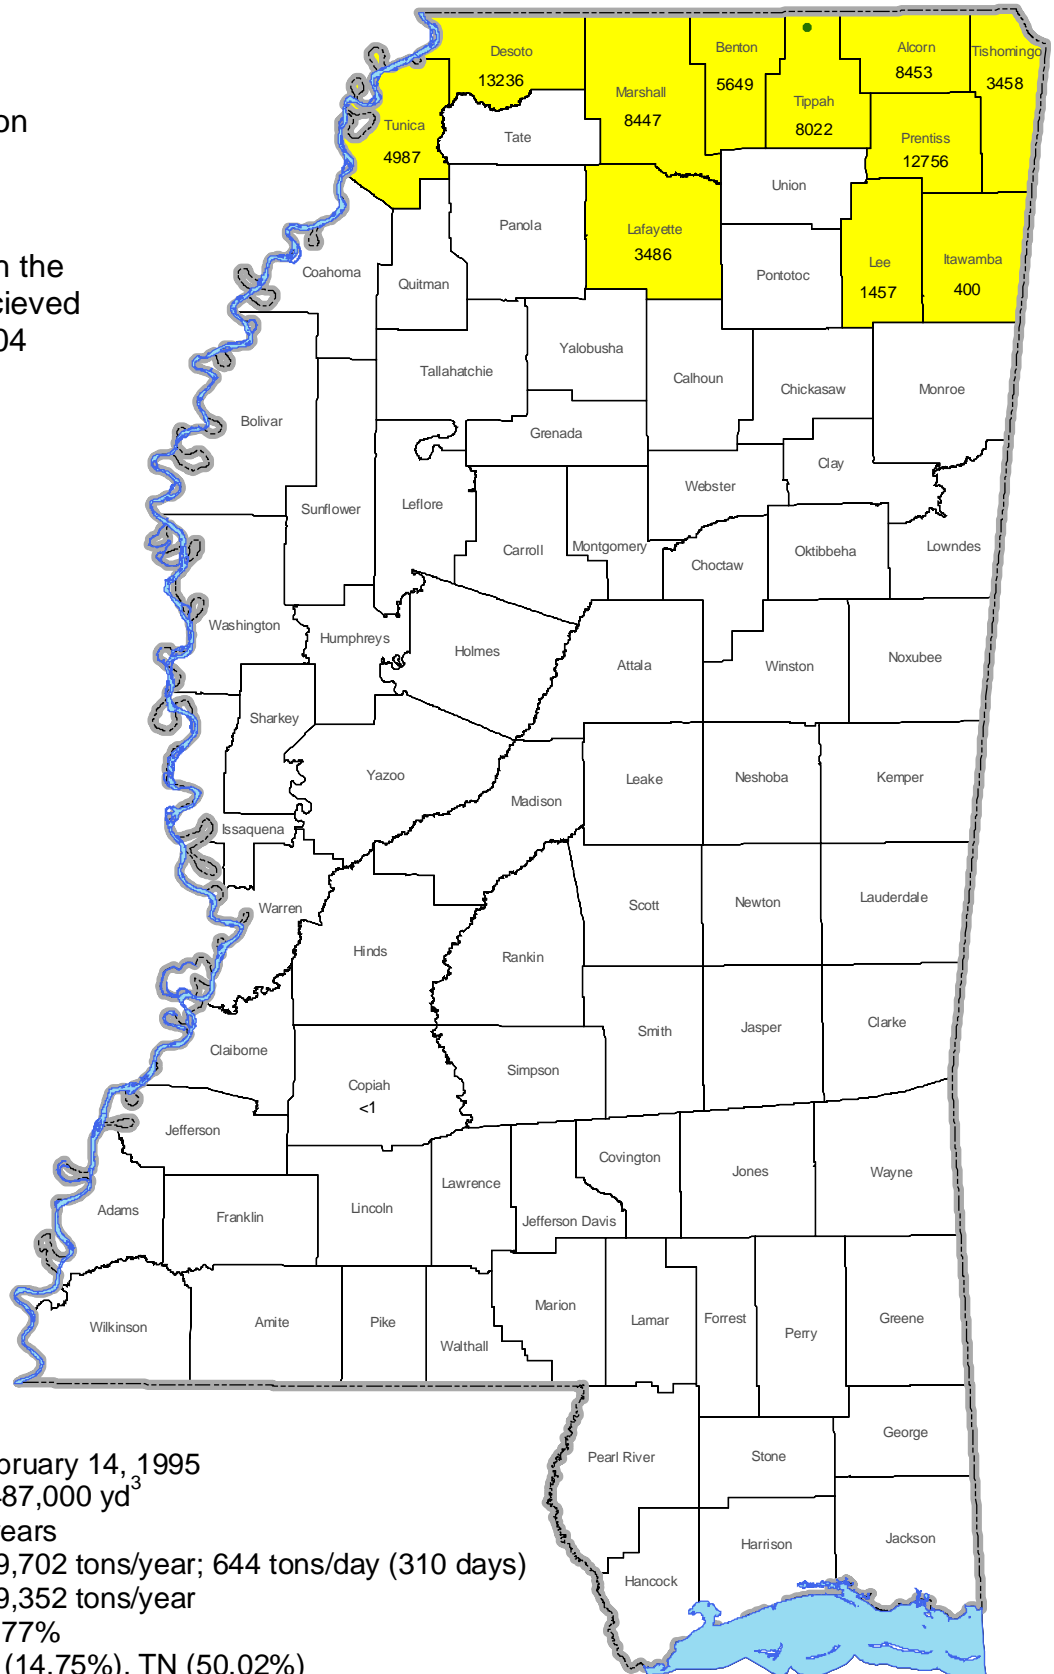 on
n the
cieved
04
Desoto
13236
Benton
5649
Alcorn
8453
Tishomingo
3458
Marshall
8447
Tippah
8022
Tunica
4987
Tate
Prentiss
12756
Union
Panola
Lafayette
3486
Lee
1457
Itawamba
400
Coahoma
Quitman
Pontotoc
Yalobusha
Tallahatchie
Calhoun
Chickasaw
Monroe
Bolivar
Grenada
Clay
Webster
Sunflower
Leflore
Carroll
Montgomery
Choctaw
Oktibbeha
Lowndes
Washington
Humphreys
Holmes
Attala
Winston
Noxubee
Sharkey
Yazoo
Madison
Leake
Neshoba
Kemper
Issaquena
Warren
Scott
Newton
Lauderdale
Hinds
Rankin
Smith
Jasper
Clarke
Claiborne
Copiah
<1
Simpson
Jefferson
Covington
Jones
Wayne
Lawrence
Adams
Franklin
Lincoln
Jefferson Davis
Wilkinson
Amite
Pike
Walthall
Marion
Lamar
Forrest
Perry
Greene
Pearl River
Stone
George
Harrison
Jackson
Hancock
bruary 14, 1995
487,000 yd³
years
9,702 tons/year; 644 tons/day (310 days)
9,352 tons/year
77%
(14.75%), TN (50.02%)